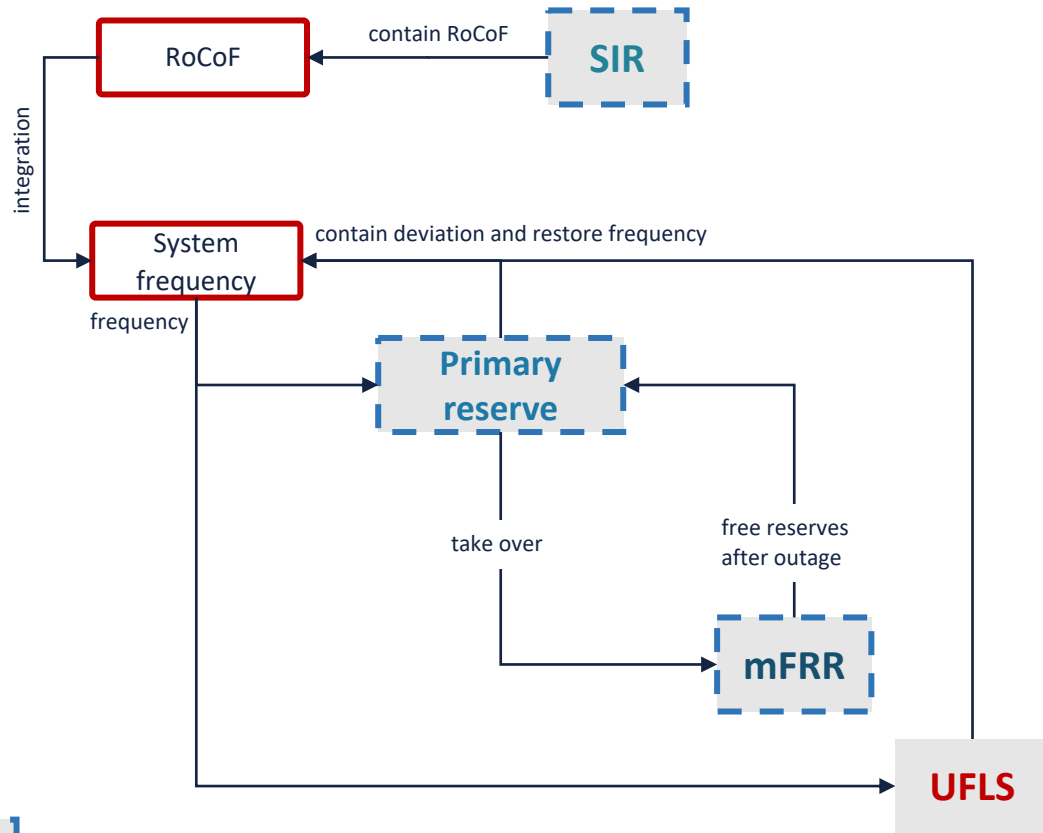 contain RoCoF
RoCoF
SIR
integration
System
frequency
contain deviation and restore frequency
frequency
Primary
reserve
take over
free reserves
after outage
mFRR
UFLS